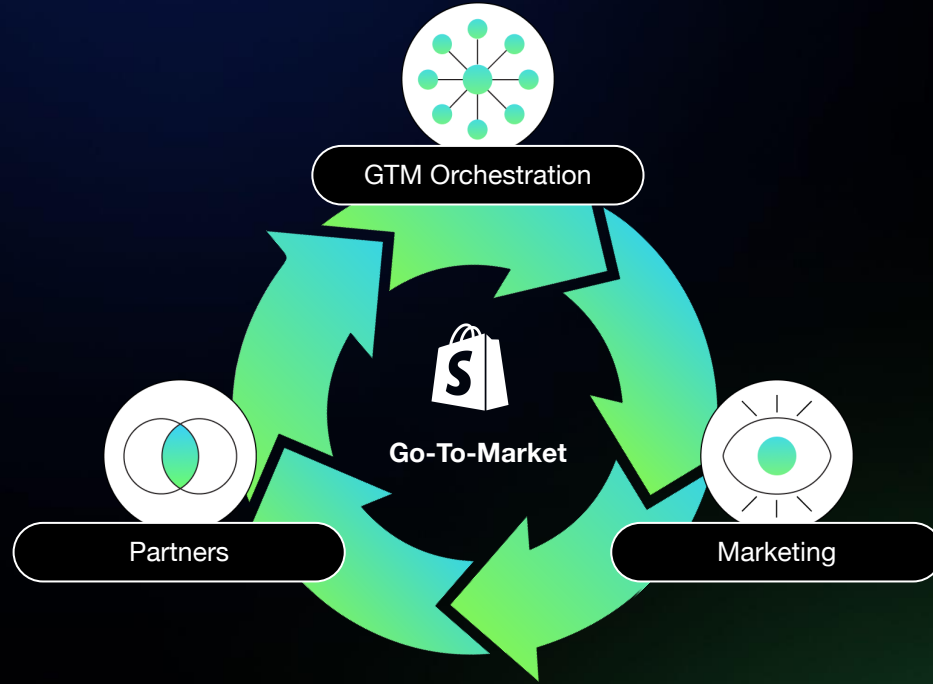 GTM Orchestration
S
Go-To-Market
Partners
Marketing